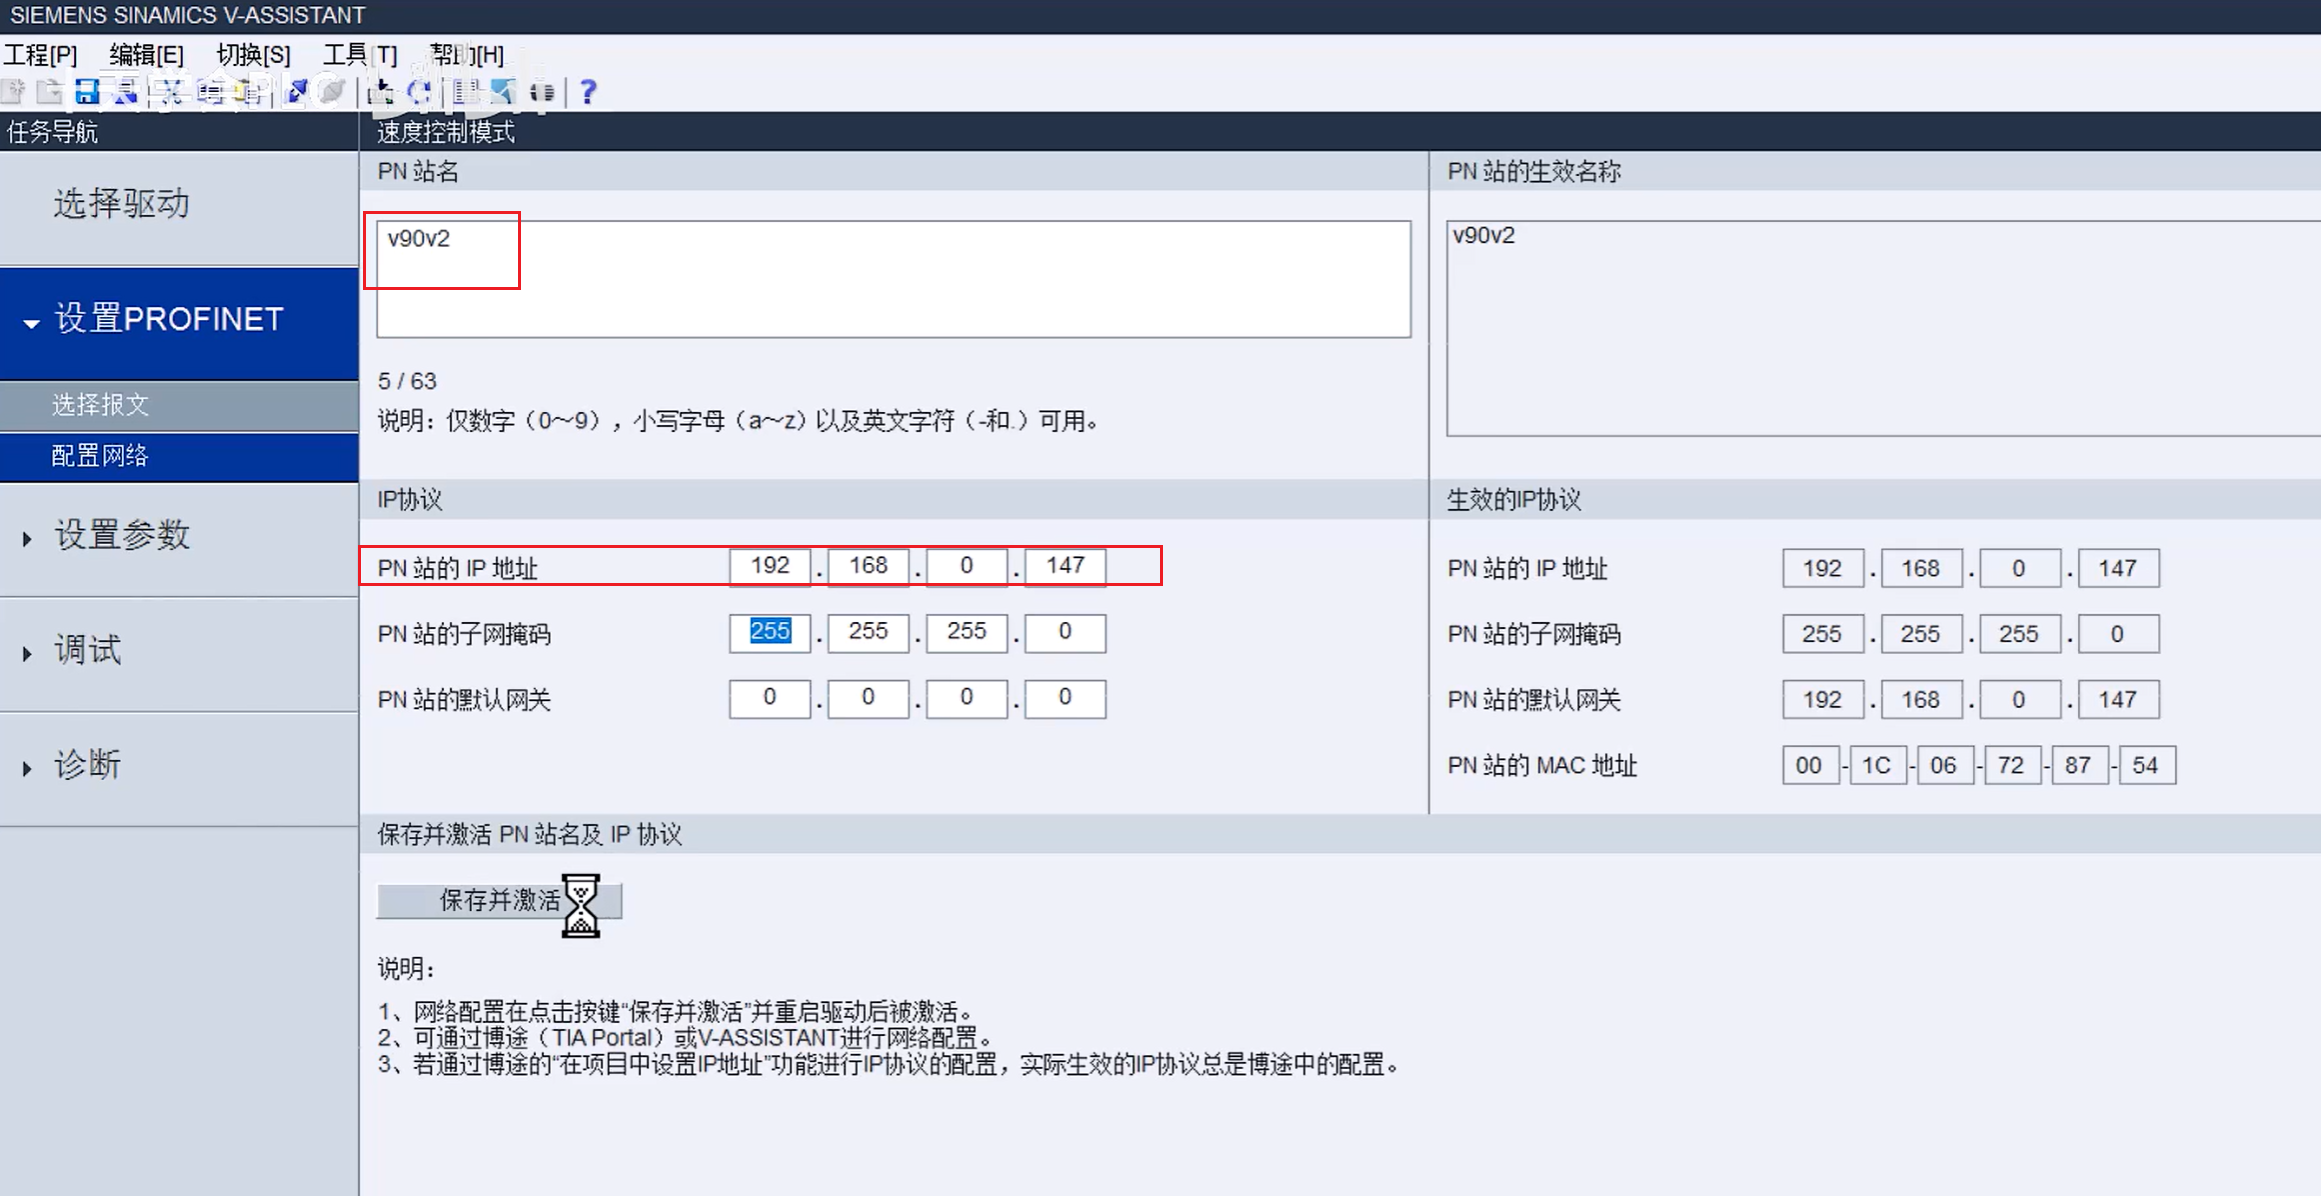 SIEMENS SINAMICS V-ASSISTANT
工程[P] 编辑[E] 切换[S] 工具[T] 帮助[H]
任务导航
速度控制模式
选择驱动
设置PROFINET
选择报文
配置网络
设置参数
调试
诊断
PN 站名
v90v2
5 / 63
说明：仅数字（0～9），小写字母（a～z）以及英文字符（-和.）可用。
PN 站的生效名称
v90v2
IP协议
PN 站的 IP 地址 192 . 168 . 0 . 147
PN 站的子网掩码 255 . 255 . 255 . 0
PN 站的默认网关 0 . 0 . 0 . 0
生效的IP协议
PN 站的 IP 地址 192 . 168 . 0 . 147
PN 站的子网掩码 255 . 255 . 255 . 0
PN 站的默认网关 192 . 168 . 0 . 147
PN 站的 MAC 地址 00 - 1C - 06 - 72 - 87 - 54
保存并激活 PN 站名及 IP 协议
保存并激活
说明：
1、网络配置在点击按键“保存并激活”并重启驱动后被激活。
2、可通过博途（TIA Portal）或V-ASSISTANT进行网络配置。
3、若通过博途的“在项目中设置IP地址”功能进行IP协议的配置，实际生效的IP协议总是博途中的配置。